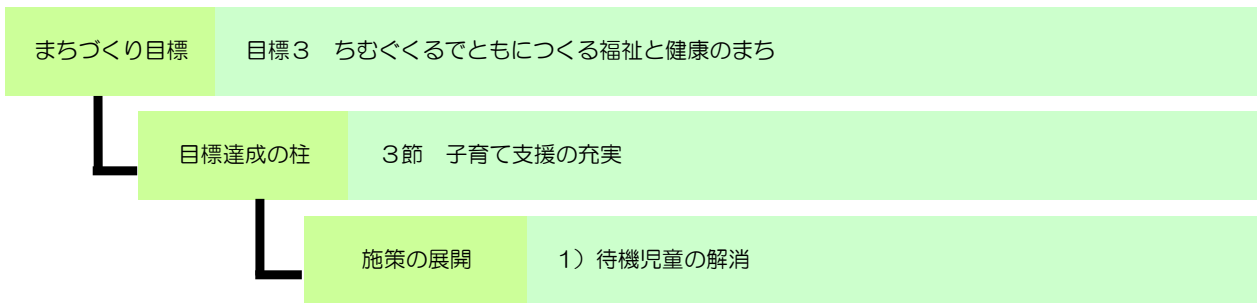 まちづくり目標　目標３　ちむぐくるでともにつくる福祉と健康のまち
目標達成の柱　３節　子育て支援の充実
施策の展開　1）待機児童の解消